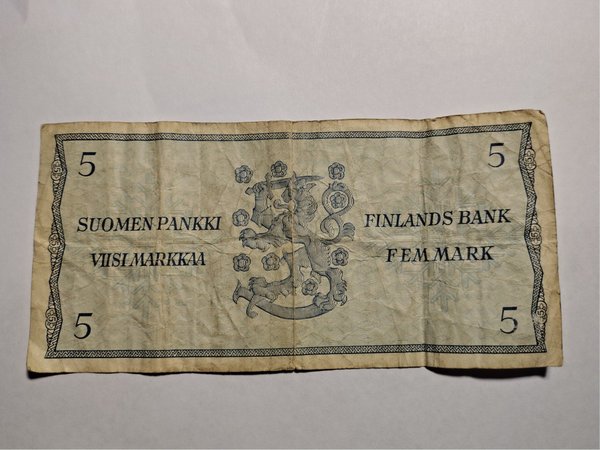 5
5
SUOMEN PANKKI
VIISI MARKKAA
FINLANDS BANK
FEM MARK
5
5